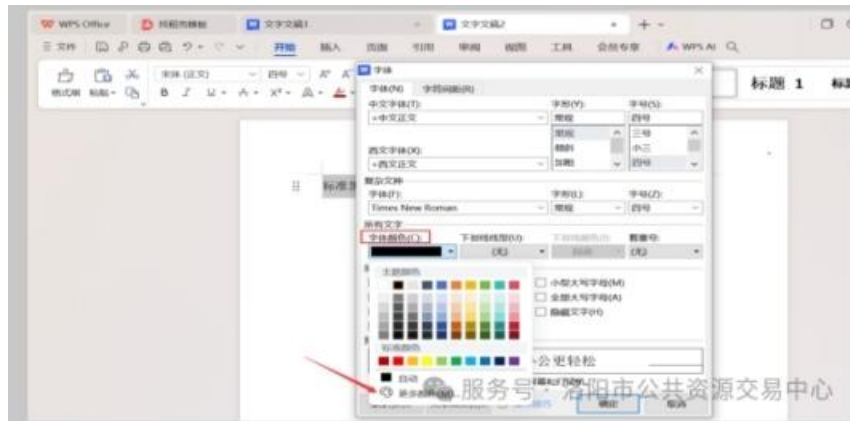 WPS Office 文字文稿1 文字文稿2
三 文件 开始 插入 页面 引用 审阅 视图 工具 会员专享 WPS AI
格式刷 粘贴 宋体 (正文) 四号 标题 1
字体
字体(N) 字符间距(R)
中文字体(T): 字形(Y): 字号(S):
+中文正文 常规 四号
常规 三号
倾斜 小三
西文字体(X): 加粗 四号
+西文正文
复杂文种
字体(F): 字形(L): 字号(Z):
Times New Roman 常规 四号
所有文字
字体颜色(C): 下划线线型(U): 下划线颜色(I): 着重号:
(无) (无)
主题颜色
小型大写字母(M)
全部大写字母(A)
隐藏文字(H)
标准颜色
公更轻松
自动
更多颜色(M)...
服务号 · 洛阳市公共资源交易中心
确定 取消